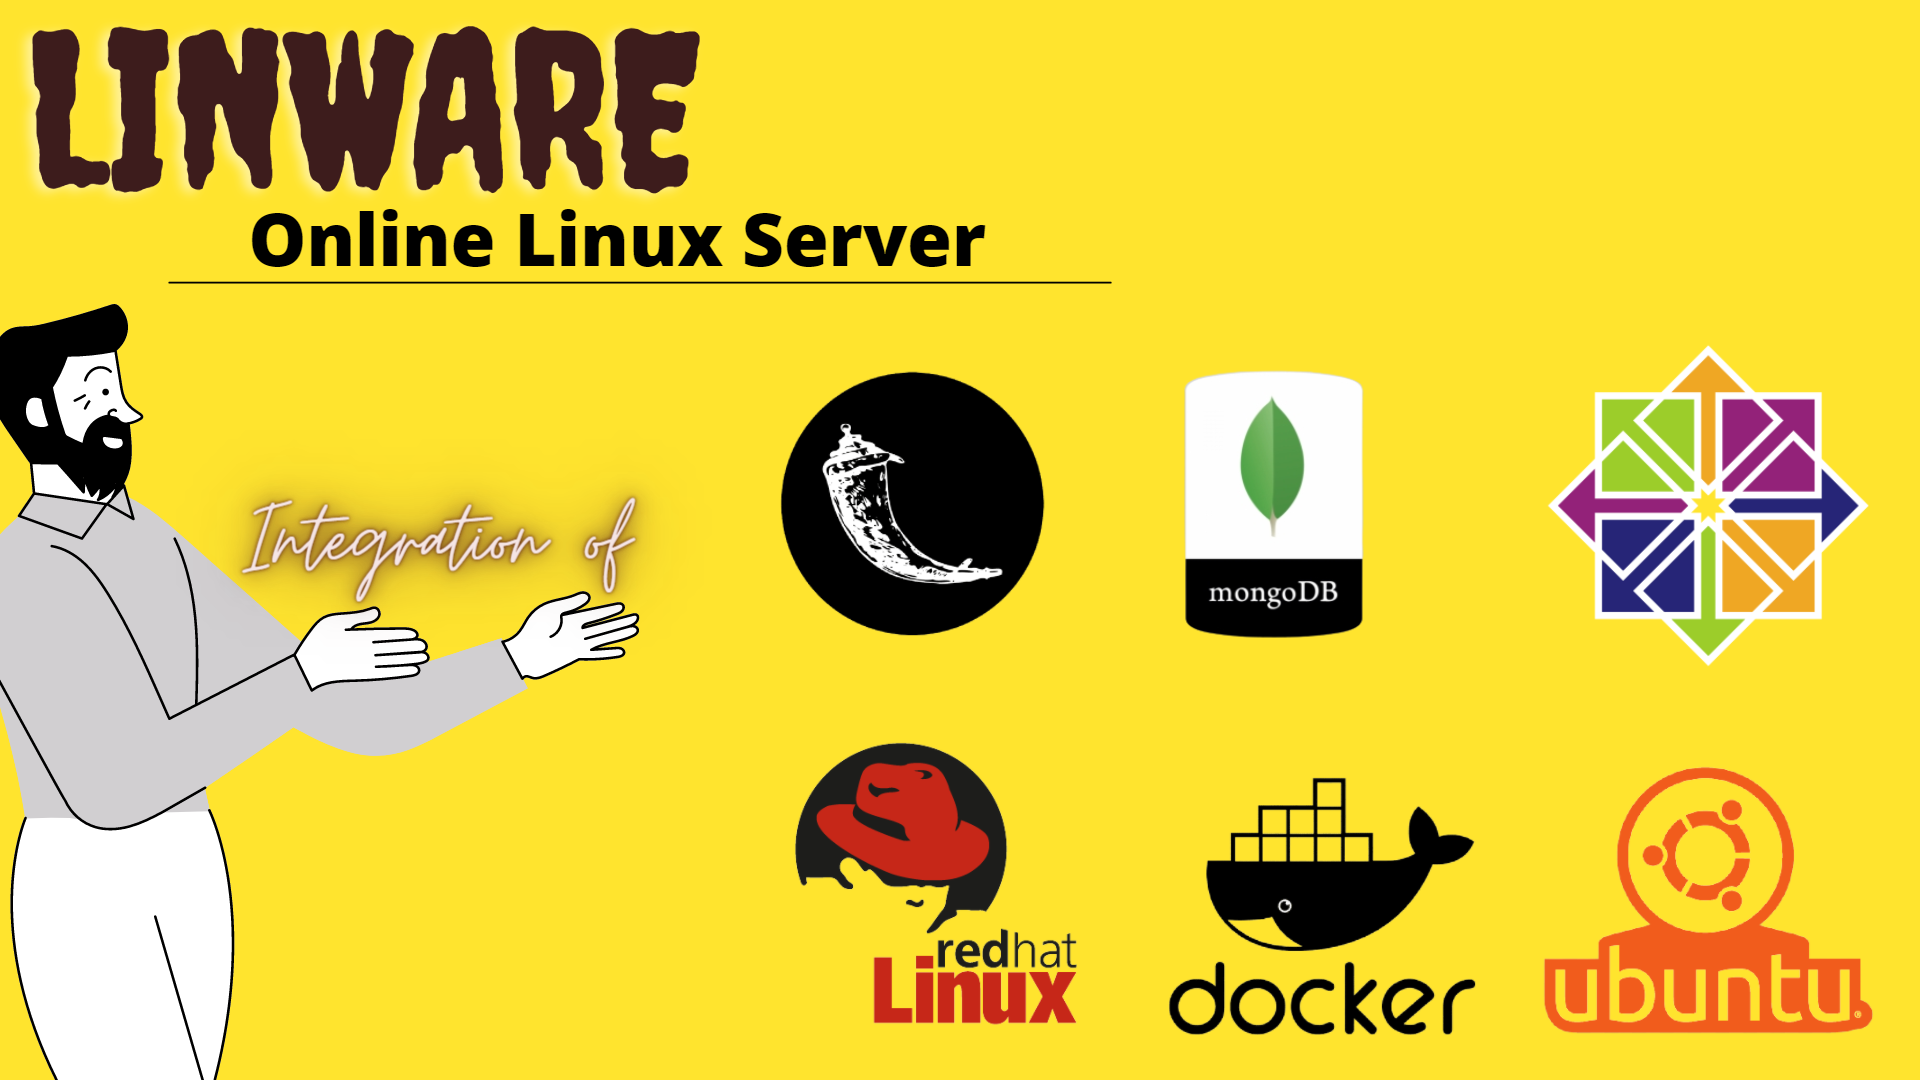 LINWARE
Online Linux Server
Integration of
mongoDB
redhat
Linux
docker
ubuntu